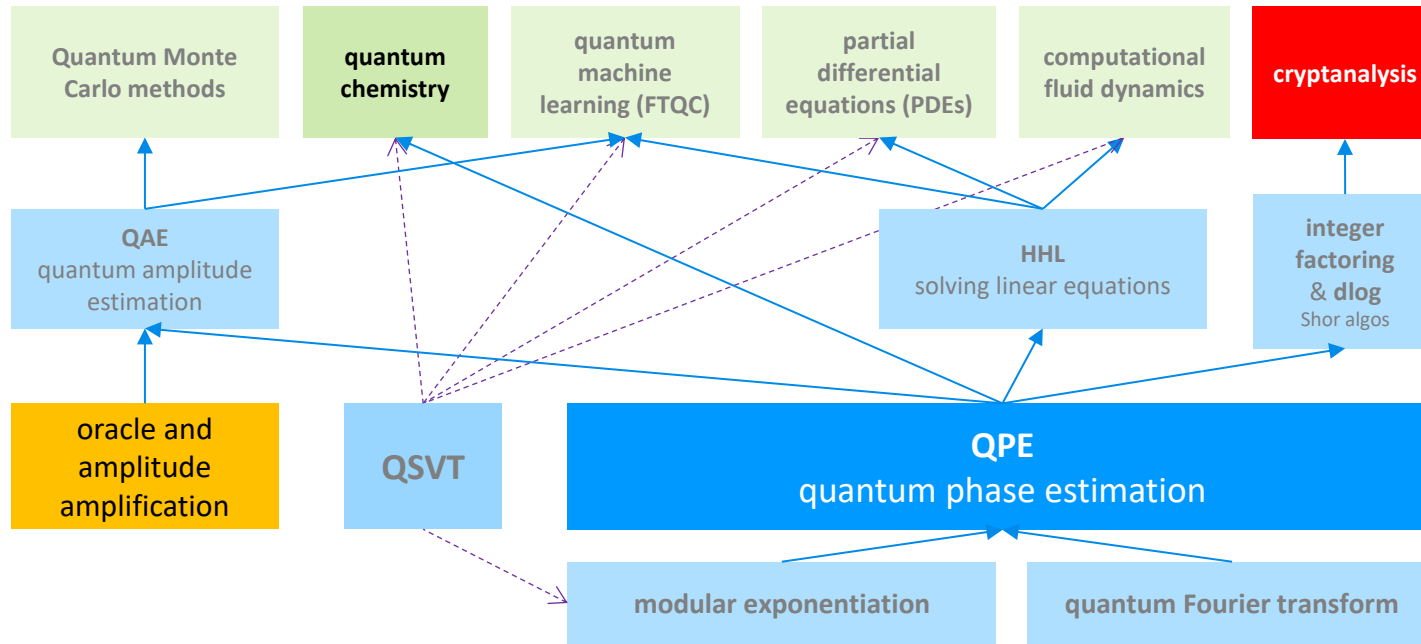 Quantum Monte
Carlo methods
quantum
chemistry
quantum
machine
learning (FTQC)
partial
differential
equations (PDEs)
computational
fluid dynamics
cryptanalysis
QAE
quantum amplitude
estimation
HHL
solving linear equations
integer
factoring
& dlog
Shor algos
oracle and
amplitude
amplification
QSVT
QPE
quantum phase estimation
modular exponentiation
quantum Fourier transform